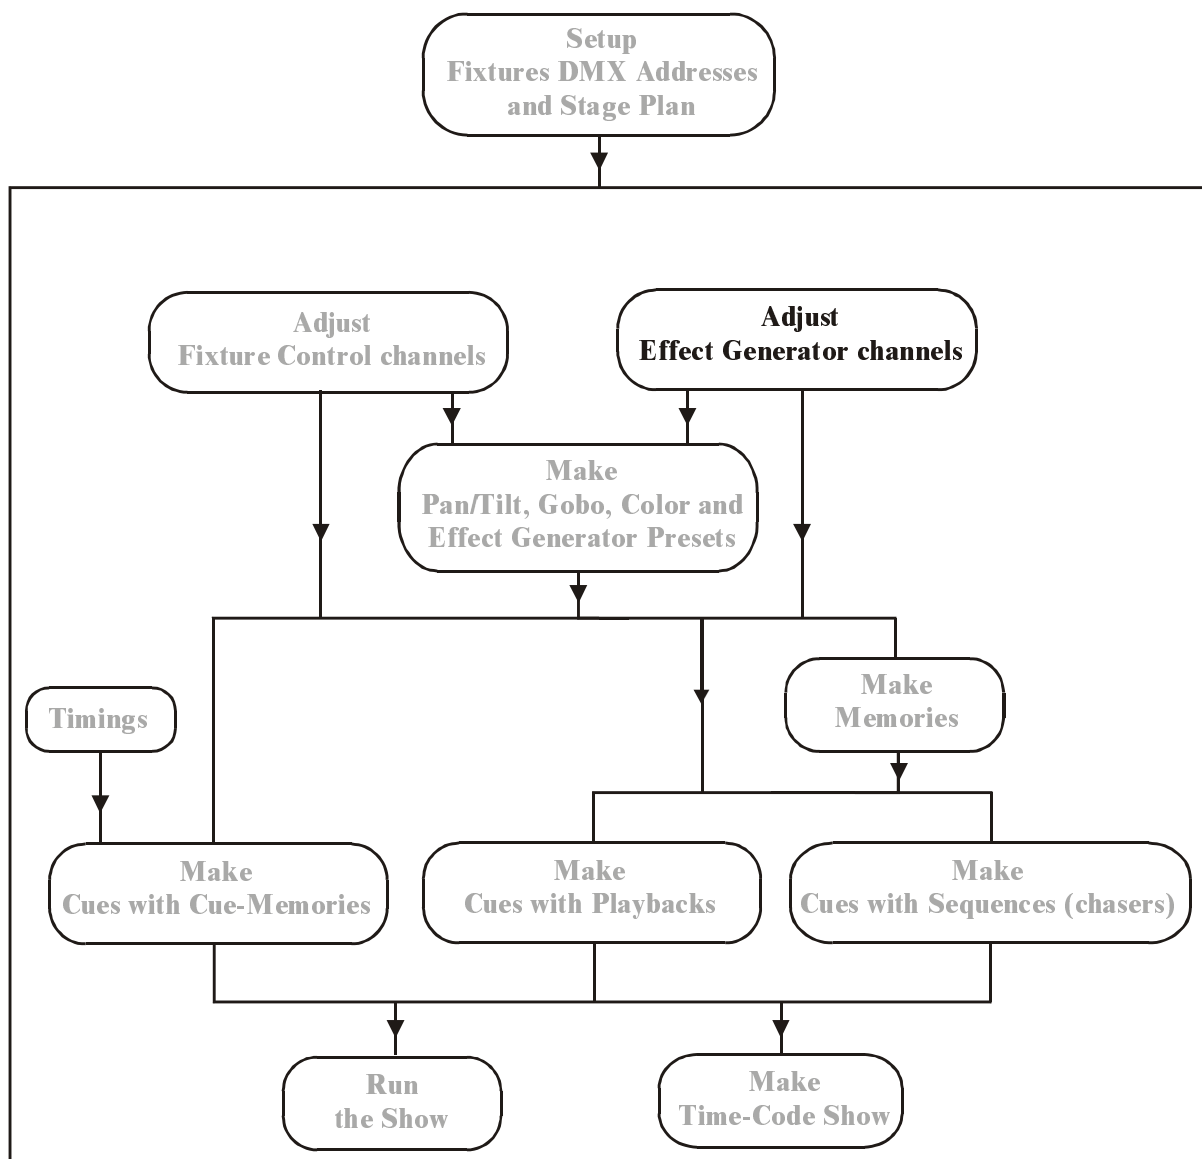 Setup
Fixtures DMX Addresses
and Stage Plan
Adjust
Fixture Control channels
Adjust
Effect Generator channels
Make
Pan/Tilt, Gobo, Color and
Effect Generator Presets
Make
Memories
Timings
Make
Cues with Cue-Memories
Make
Cues with Playbacks
Make
Cues with Sequences (chasers)
Run
the Show
Make
Time-Code Show